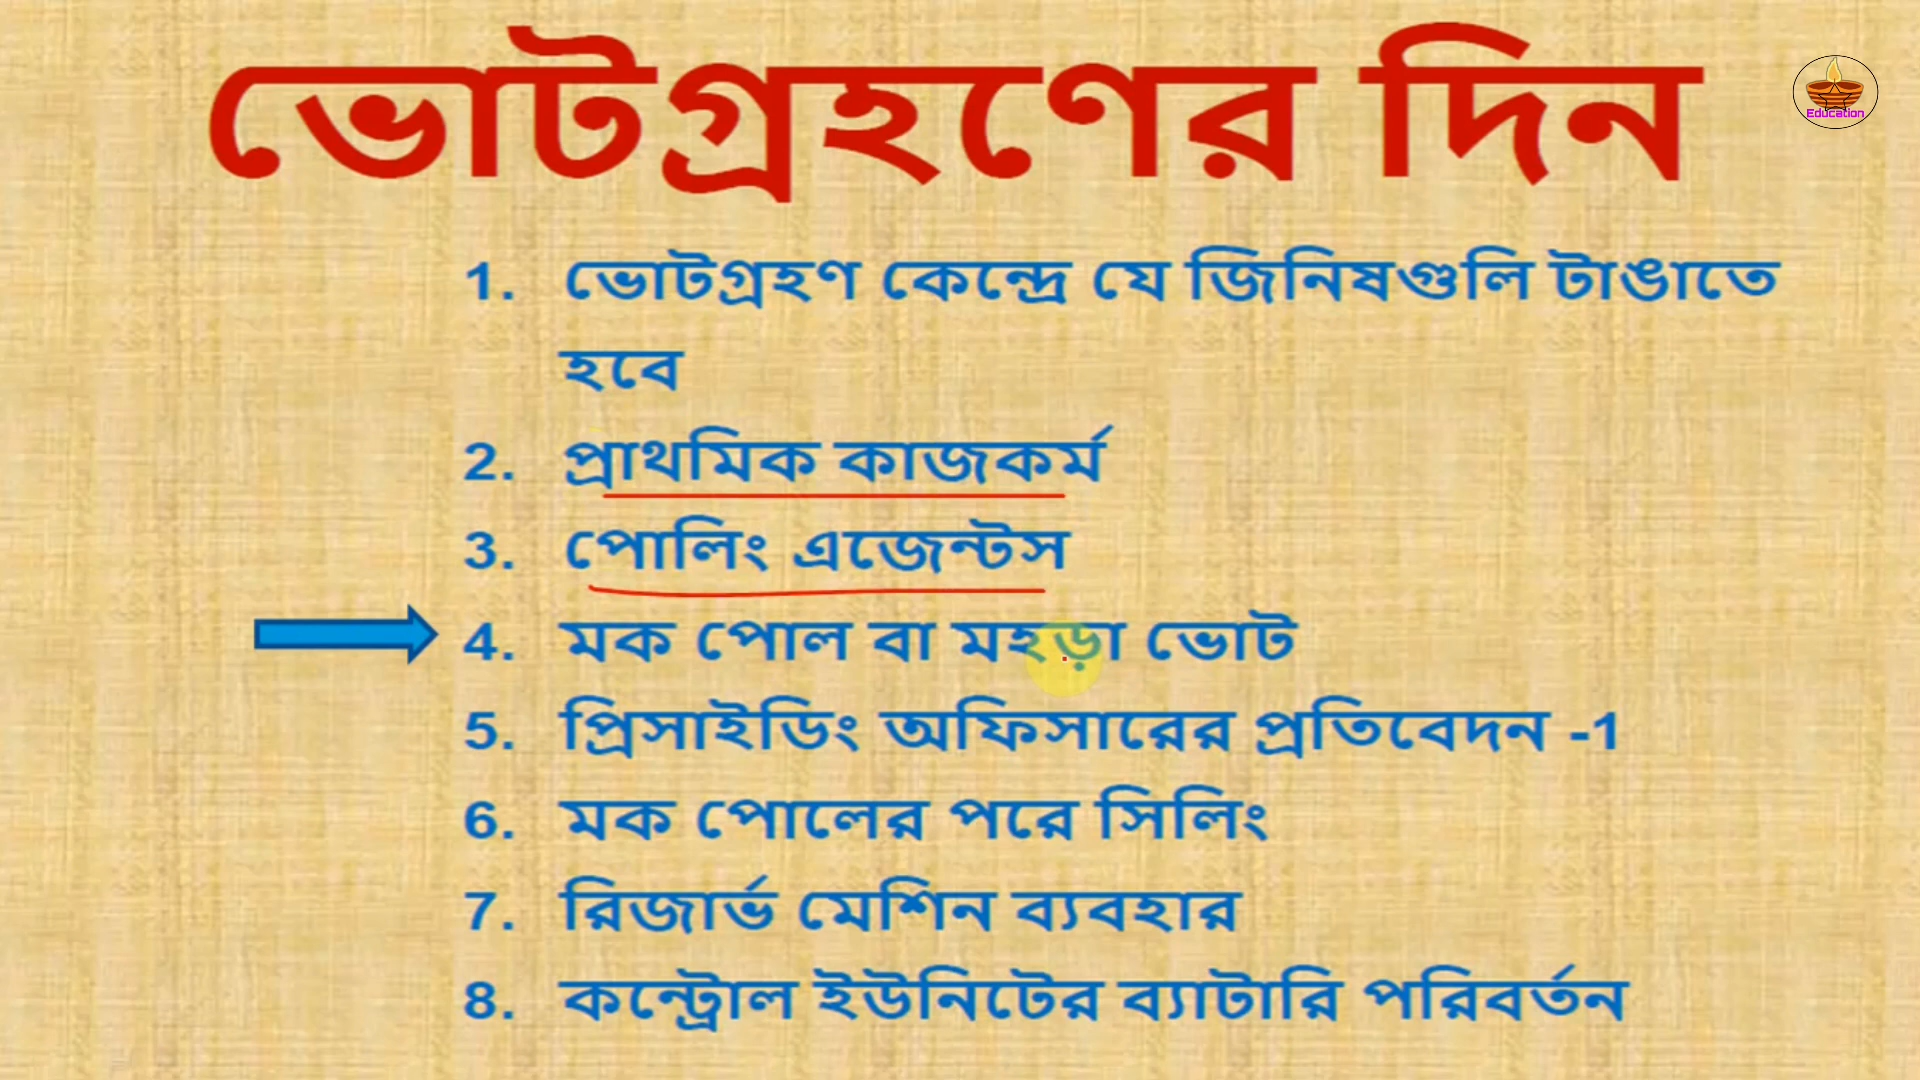 ভোটগ্রহণের দিন
Education
1. ভোটগ্রহণ কেন্দ্রে যে জিনিষগুলি টাঙাতে
হবে
2. প্রাথমিক কাজকর্ম
3. পোলিং এজেন্টস
4. মক পোল বা মহড়া ভোট
5. প্রিসাইডিং অফিসারের প্রতিবেদন -1
6. মক পোলের পরে সিলিং
7. রিজার্ভ মেশিন ব্যবহার
8. কন্ট্রোল ইউনিটের ব্যাটারি পরিবর্তন